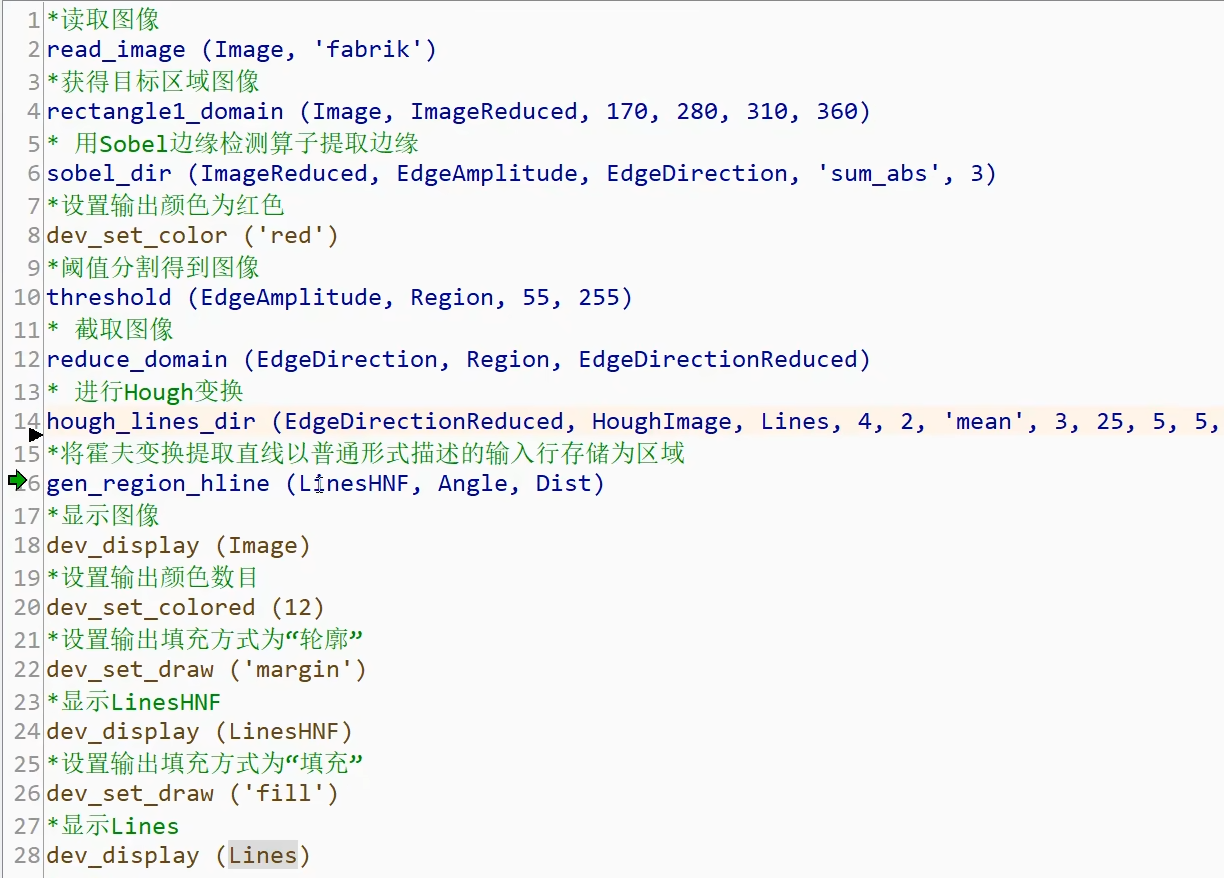 1 *读取图像
2 read_image (Image, 'fabrik')
3 *获得目标区域图像
4 rectangle1_domain (Image, ImageReduced, 170, 280, 310, 360)
5 * 用Sobel边缘检测算子提取边缘
6 sobel_dir (ImageReduced, EdgeAmplitude, EdgeDirection, 'sum_abs', 3)
7 *设置输出颜色为红色
8 dev_set_color ('red')
9 *阈值分割得到图像
10 threshold (EdgeAmplitude, Region, 55, 255)
11 * 截取图像
12 reduce_domain (EdgeDirection, Region, EdgeDirectionReduced)
13 * 进行Hough变换
14 hough_lines_dir (EdgeDirectionReduced, HoughImage, Lines, 4, 2, 'mean', 3, 25, 5, 5,
15 *将霍夫变换提取直线以普通形式描述的输入行存储为区域
16 gen_region_hline (LinesHNF, Angle, Dist)
17 *显示图像
18 dev_display (Image)
19 *设置输出颜色数目
20 dev_set_colored (12)
21 *设置输出填充方式为“轮廓”
22 dev_set_draw ('margin')
23 *显示LinesHNF
24 dev_display (LinesHNF)
25 *设置输出填充方式为“填充”
26 dev_set_draw ('fill')
27 *显示Lines
28 dev_display (Lines)